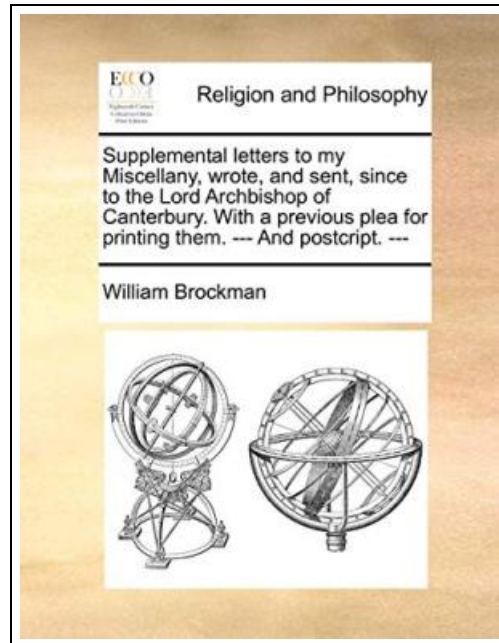 ECCO
Religion and Philosophy
Supplemental letters to my
Miscellany, wrote, and sent, since
to the Lord Archbishop of
Canterbury. With a previous plea for
printing them. --- And postcript. ---
William Brockman